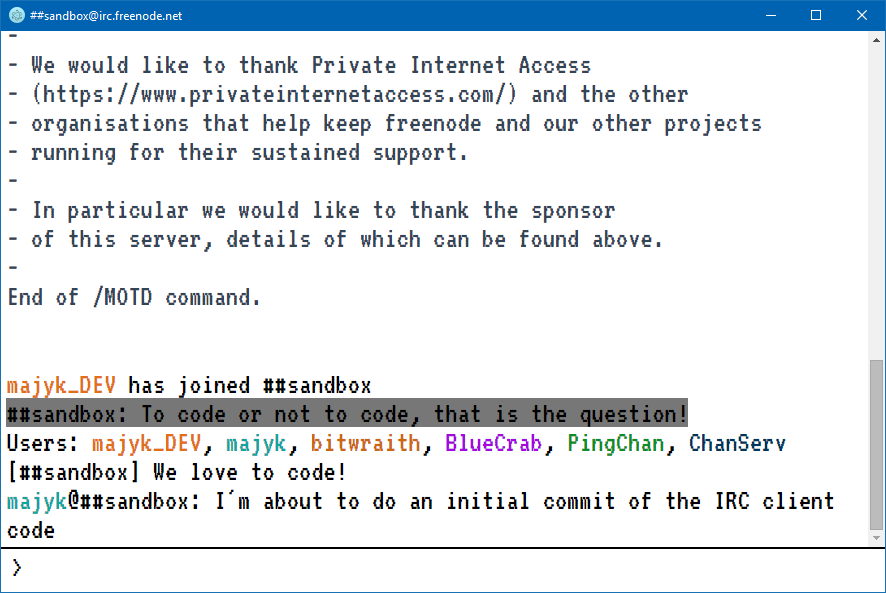 ##sandbox@irc.freenode.net
-
- We would like to thank Private Internet Access
- (https://www.privateinternetaccess.com/) and the other
- organisations that help keep freenode and our other projects
- running for their sustained support.
-
- In particular we would like to thank the sponsor
- of this server, details of which can be found above.
-
End of /MOTD command.
majyk_DEV has joined ##sandbox
##sandbox: To code or not to code, that is the question!
Users: majyk_DEV, majyk, bitwraith, BlueCrab, PingChan, ChanServ
[##sandbox] We love to code!
majyk@##sandbox: I´m about to do an initial commit of the IRC client
code
❯